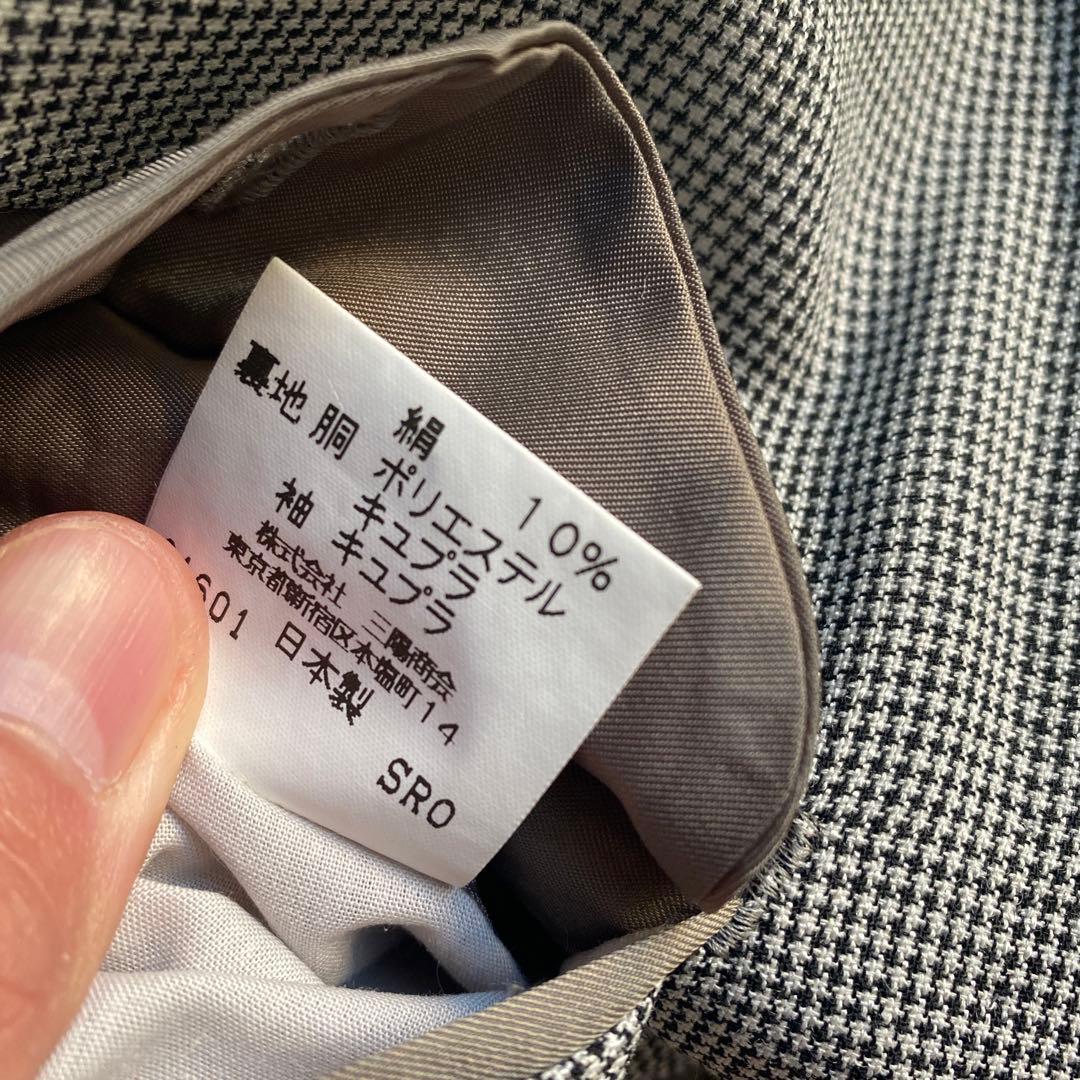 絹 10%
裏地 胴 ポリエステル
キュプラ
袖 キュプラ
株式会社 三陽商会
東京都新宿区本塩町14
601 日本製
SRO